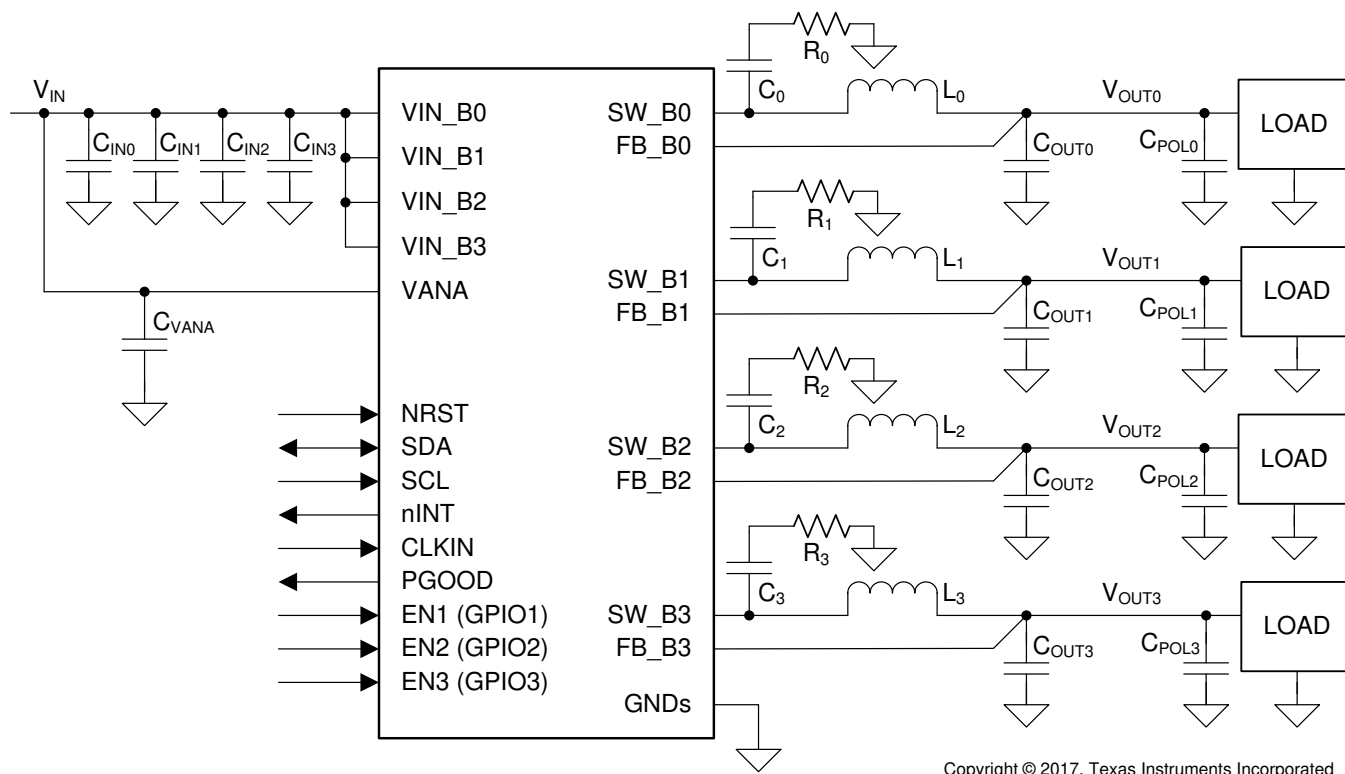 V_IN
C_IN0
C_IN1
C_IN2
C_IN3
C_VANA
VIN_B0
VIN_B1
VIN_B2
VIN_B3
VANA
NRST
SDA
SCL
nINT
CLKIN
PGOOD
EN1 (GPIO1)
EN2 (GPIO2)
EN3 (GPIO3)
SW_B0
FB_B0
SW_B1
FB_B1
SW_B2
FB_B2
SW_B3
FB_B3
GNDs
R_0
C_0
L_0
V_OUT0
C_OUT0
C_POL0
LOAD
R_1
C_1
L_1
V_OUT1
C_OUT1
C_POL1
LOAD
R_2
C_2
L_2
V_OUT2
C_OUT2
C_POL2
LOAD
R_3
C_3
L_3
V_OUT3
C_OUT3
C_POL3
LOAD
Copyright © 2017, Texas Instruments Incorporated